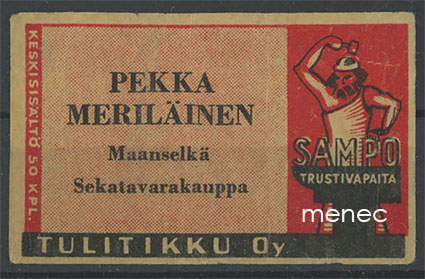 KESKISISÄLTÖ 50 KPL.
PEKKA
MERILÄINEN
Maanselkä
Sekatavarakauppa
SAMPO
TRUSTIVAPAITA
menec
TULITIKKU Oy